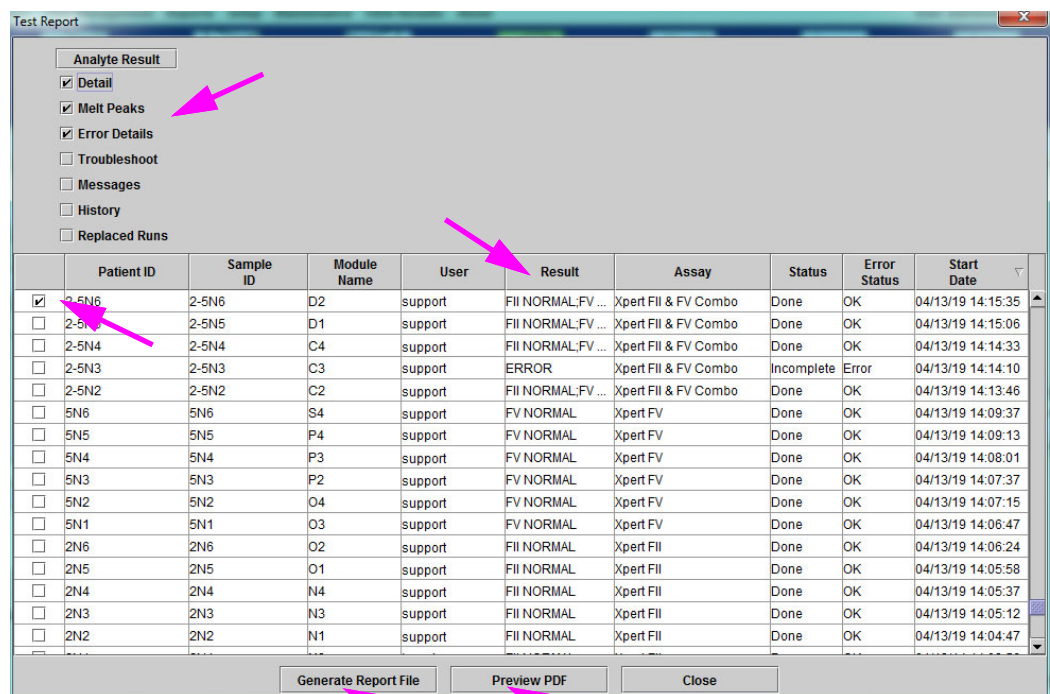 Test Report
Analyte Result
Detail
Melt Peaks
Error Details
Troubleshoot
Messages
History
Replaced Runs
Patient ID Sample ID Module Name User Result Assay Status Error Status Start Date
2-5N6 2-5N6 D2 support FII NORMAL;FV ... Xpert FII & FV Combo Done OK 04/13/19 14:15:35
2-5N5 D1 support FII NORMAL;FV ... Xpert FII & FV Combo Done OK 04/13/19 14:15:06
2-5N4 2-5N4 C4 support FII NORMAL;FV ... Xpert FII & FV Combo Done OK 04/13/19 14:14:33
2-5N3 2-5N3 C3 support ERROR Xpert FII & FV Combo Incomplete Error 04/13/19 14:14:10
2-5N2 2-5N2 C2 support FII NORMAL;FV ... Xpert FII & FV Combo Done OK 04/13/19 14:13:46
5N6 5N6 S4 support FV NORMAL Xpert FV Done OK 04/13/19 14:09:37
5N5 5N5 P4 support FV NORMAL Xpert FV Done OK 04/13/19 14:09:13
5N4 5N4 P3 support FV NORMAL Xpert FV Done OK 04/13/19 14:08:01
5N3 5N3 P2 support FV NORMAL Xpert FV Done OK 04/13/19 14:07:37
5N2 5N2 O4 support FV NORMAL Xpert FV Done OK 04/13/19 14:07:15
5N1 5N1 O3 support FV NORMAL Xpert FV Done OK 04/13/19 14:06:47
2N6 2N6 O2 support FII NORMAL Xpert FII Done OK 04/13/19 14:06:24
2N5 2N5 O1 support FII NORMAL Xpert FII Done OK 04/13/19 14:05:58
2N4 2N4 N4 support FII NORMAL Xpert FII Done OK 04/13/19 14:05:37
2N3 2N3 N3 support FII NORMAL Xpert FII Done OK 04/13/19 14:05:12
2N2 2N2 N1 support FII NORMAL Xpert FII Done OK 04/13/19 14:04:47
Generate Report File Preview PDF Close